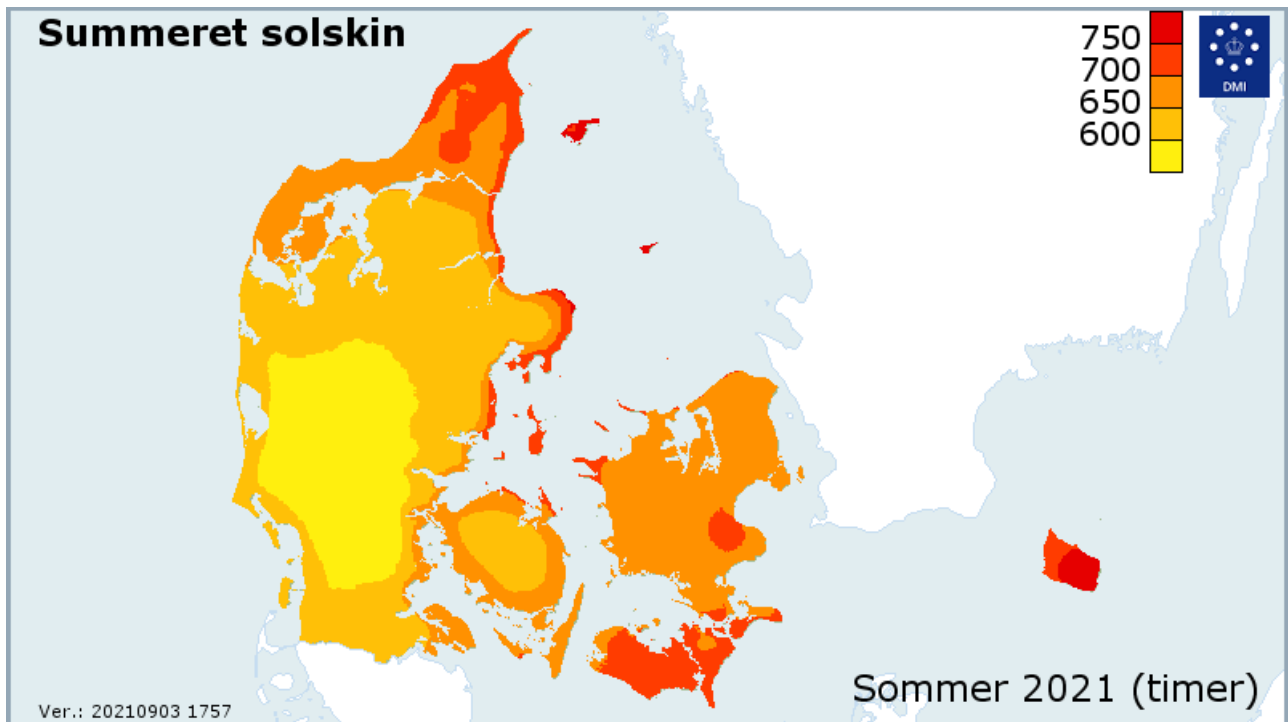 Summeret solskin
750
700
650
600
DMI
Sommer 2021 (timer)
Ver.: 20210903 1757